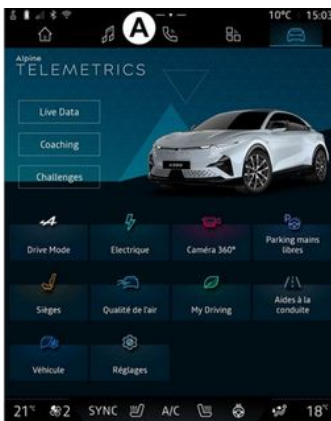 10°C 15:03
A
Alpine
TELEMETRICS
Live Data
Coaching
Challenges
Drive Mode
Electrique
Caméra 360°
Parking mains
libres
Sièges
Qualité de l'air
My Driving
Aides à la
conduite
Véhicule
Réglages
21° 2 SYNC A/C 18°